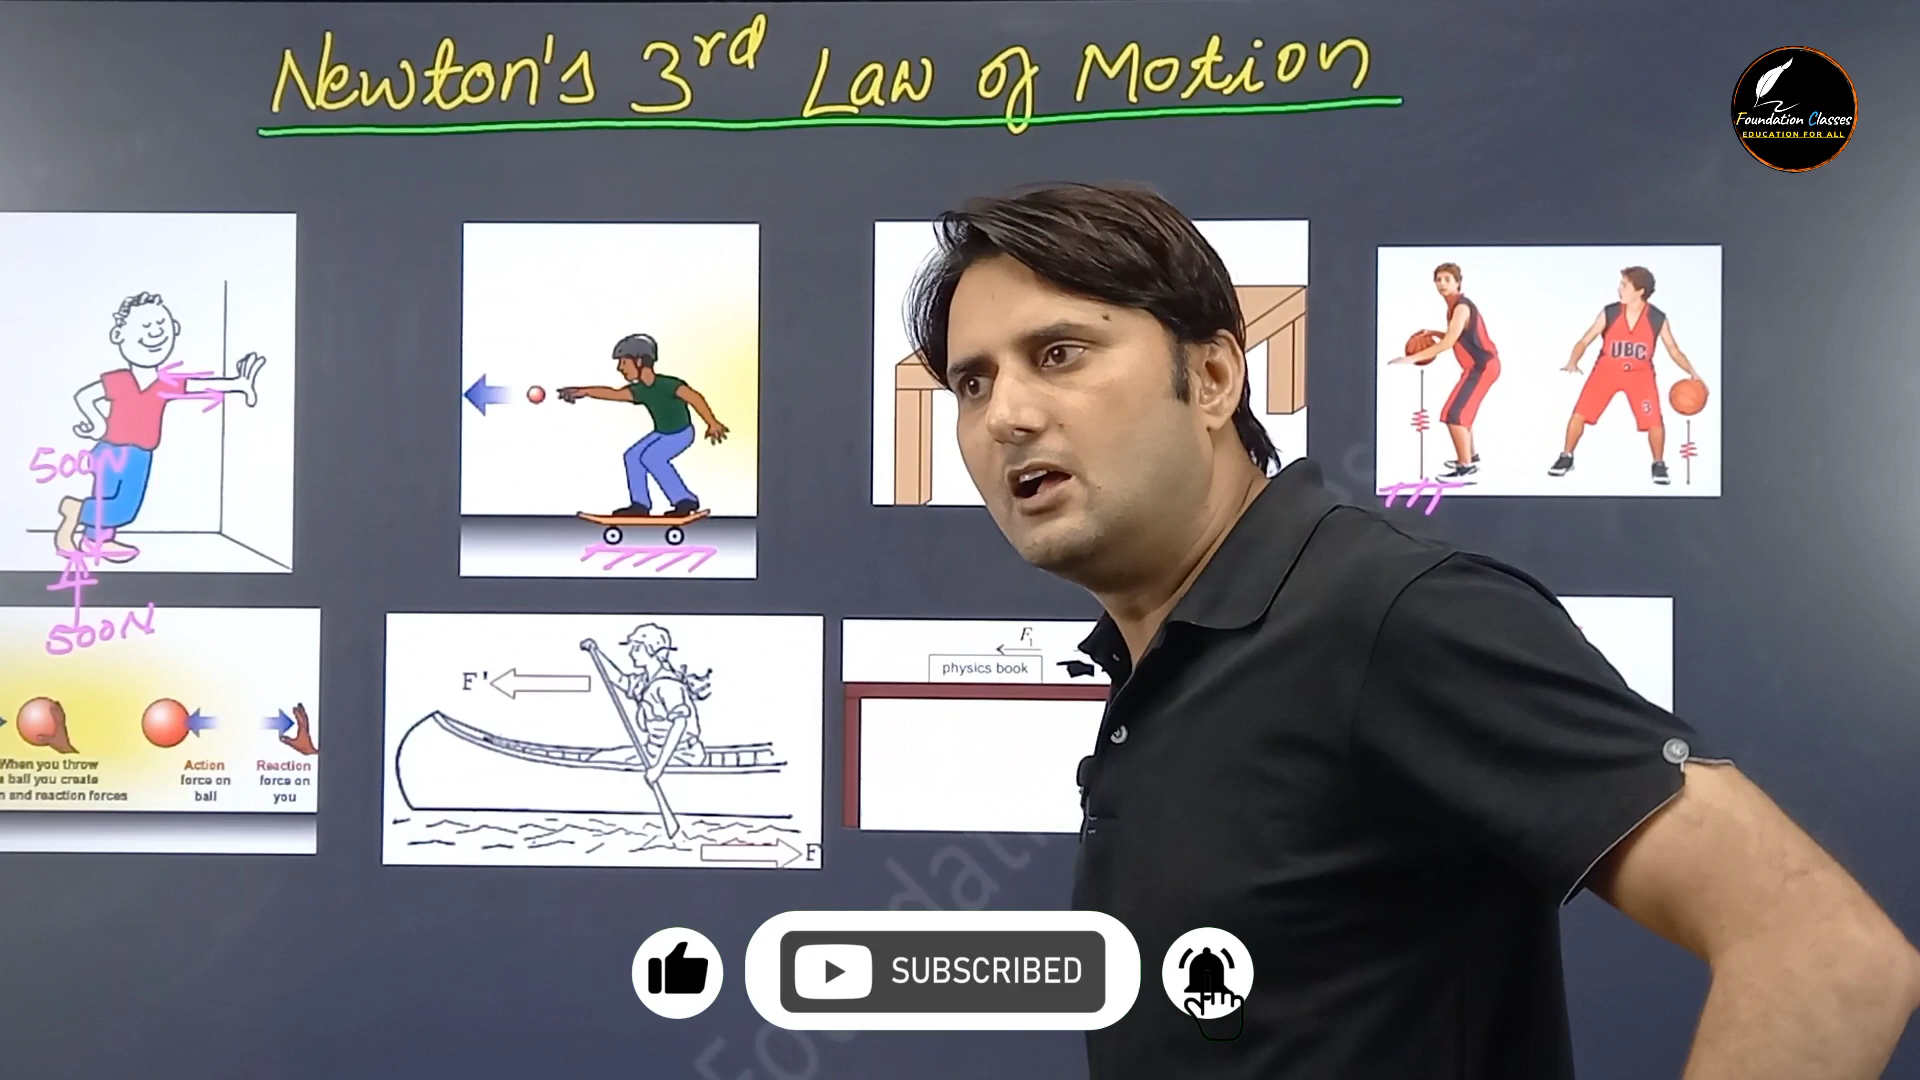 Newton's 3rd Law of Motion
Foundation Classes
EDUCATION FOR ALL
500N
500N
UBC
3
When you throw
a ball you create
n and reaction forces
Action
force on
ball
Reaction
force on
you
F'
F
F₁
physics book
SUBSCRIBED